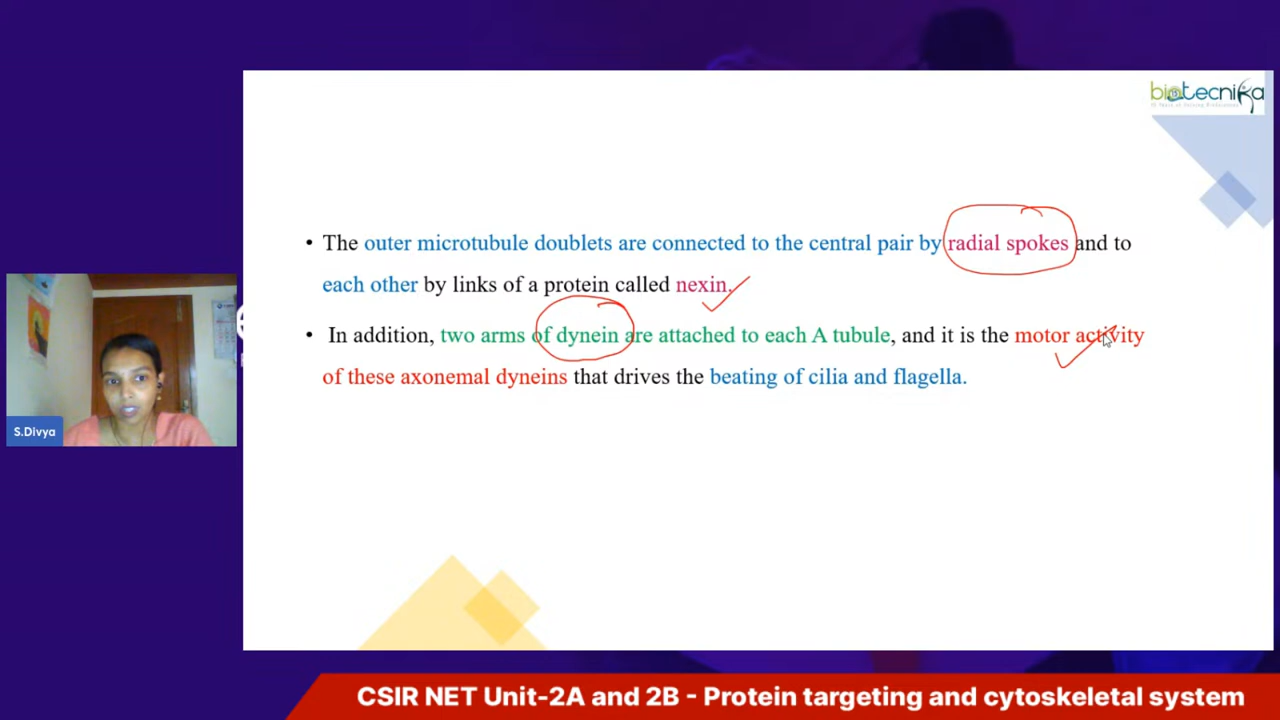 biotecnika
• The outer microtubule doublets are connected to the central pair by radial spokes and to
each other by links of a protein called nexin.
• In addition, two arms of dynein are attached to each A tubule, and it is the motor activity
of these axonemal dyneins that drives the beating of cilia and flagella.
S.Divya
CSIR NET Unit-2A and 2B - Protein targeting and cytoskeletal system